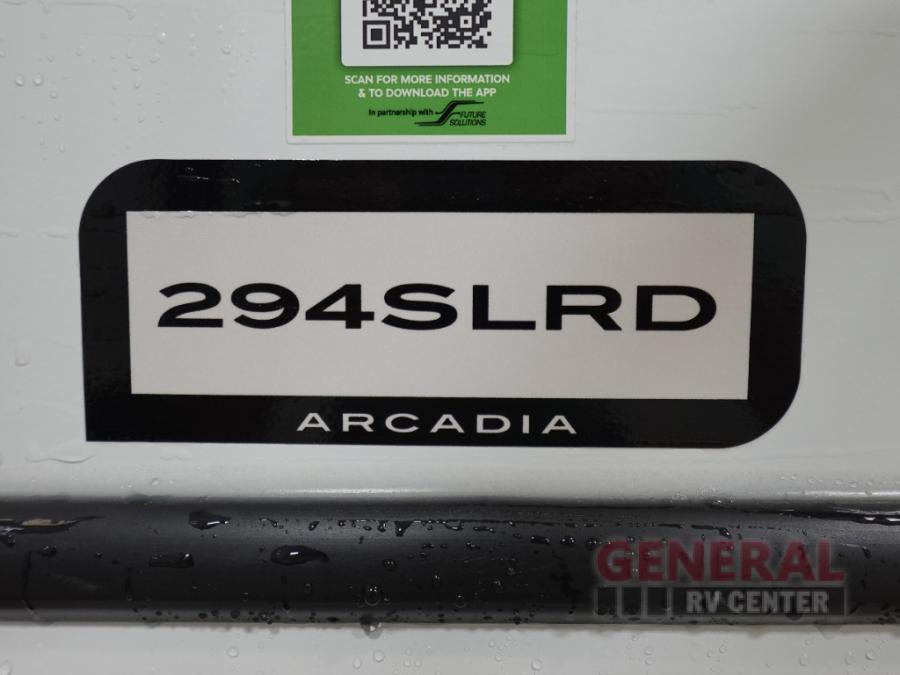 SCAN FOR MORE INFORMATION
& TO DOWNLOAD THE APP
In partnership with FUTURE
SOLUTIONS
294SLRD
ARCADIA
GENERAL
RV CENTER